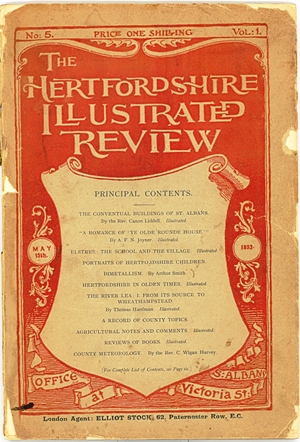 No: 5. PRICE ONE SHILLING VOL: 1.
THE
HERTFORDSHIRE
ILLUSTRATED
REVIEW
PRINCIPAL CONTENTS.
THE CONVENTUAL BUILDINGS OF ST. ALBANS.
By the Rev. Canon Liddell. Illustrated
"A ROMANCE OF 'YE OLDE ROUNDE HOUSE.'"
By A. P. N. Joyner. Illustrated
ELSTREE: THE SCHOOL AND THE VILLAGE. Illustrated
MAY 15th. 1893.
PORTRAITS OF HERTFORDSHIRE CHILDREN.
BIMETALLISM. By Arthur Smith
HERTFORDSHIRE IN OLDEN TIMES. Illustrated
THE RIVER LEA: I. FROM ITS SOURCE TO
WHEATHAMPSTEAD.
By Thomas Hardman Illustrated
A RECORD OF COUNTY TOPICS
AGRICULTURAL NOTES AND COMMENTS. Illustrated.
REVIEWS OF BOOKS. Illustrated
COUNTY METEOROLOGY. By the Rev. C. Wigan Harvey.
(For Complete List of Contents, see Page
OFFICE at Victoria St: S. ALBANS
London Agent: ELLIOT STOCK, 62, Paternoster Row, E.C.